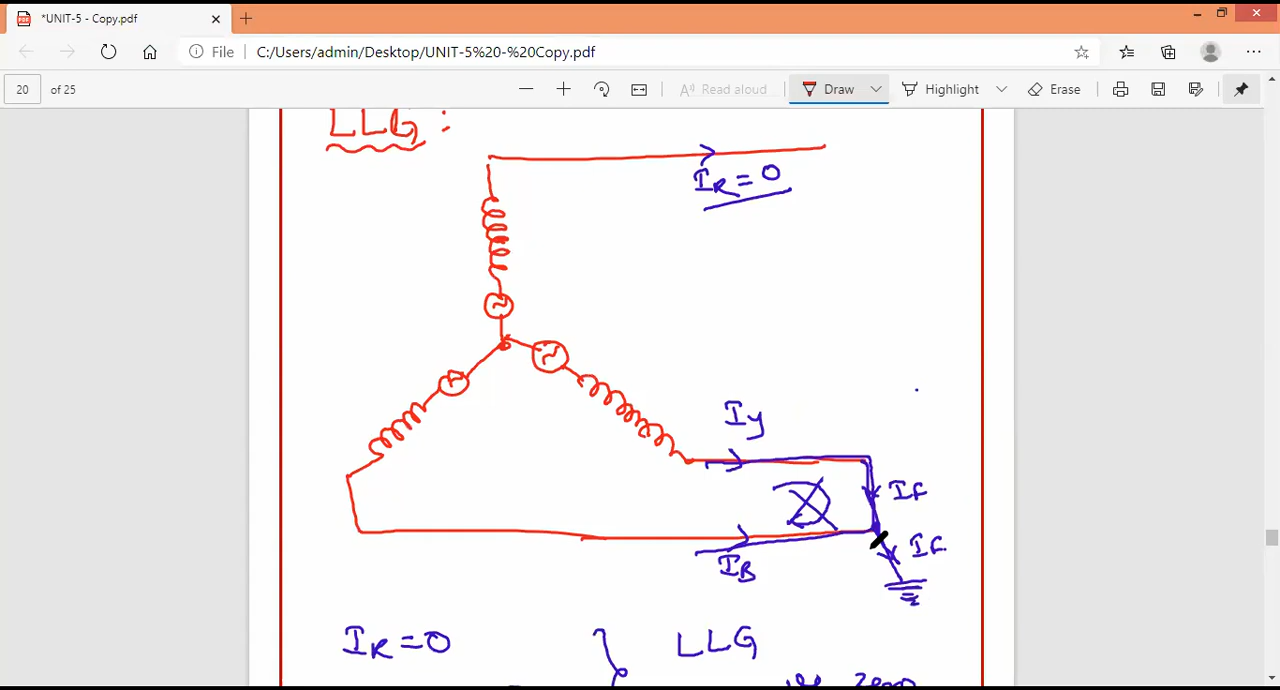 *UNIT-5 - Copy.pdf
File C:/Users/admin/Desktop/UNIT-5%20-%20Copy.pdf
20 of 25 Read aloud Draw Highlight Erase
LLG :
IR = 0
Iy
If
If
IB
IR = 0
LLG
zero